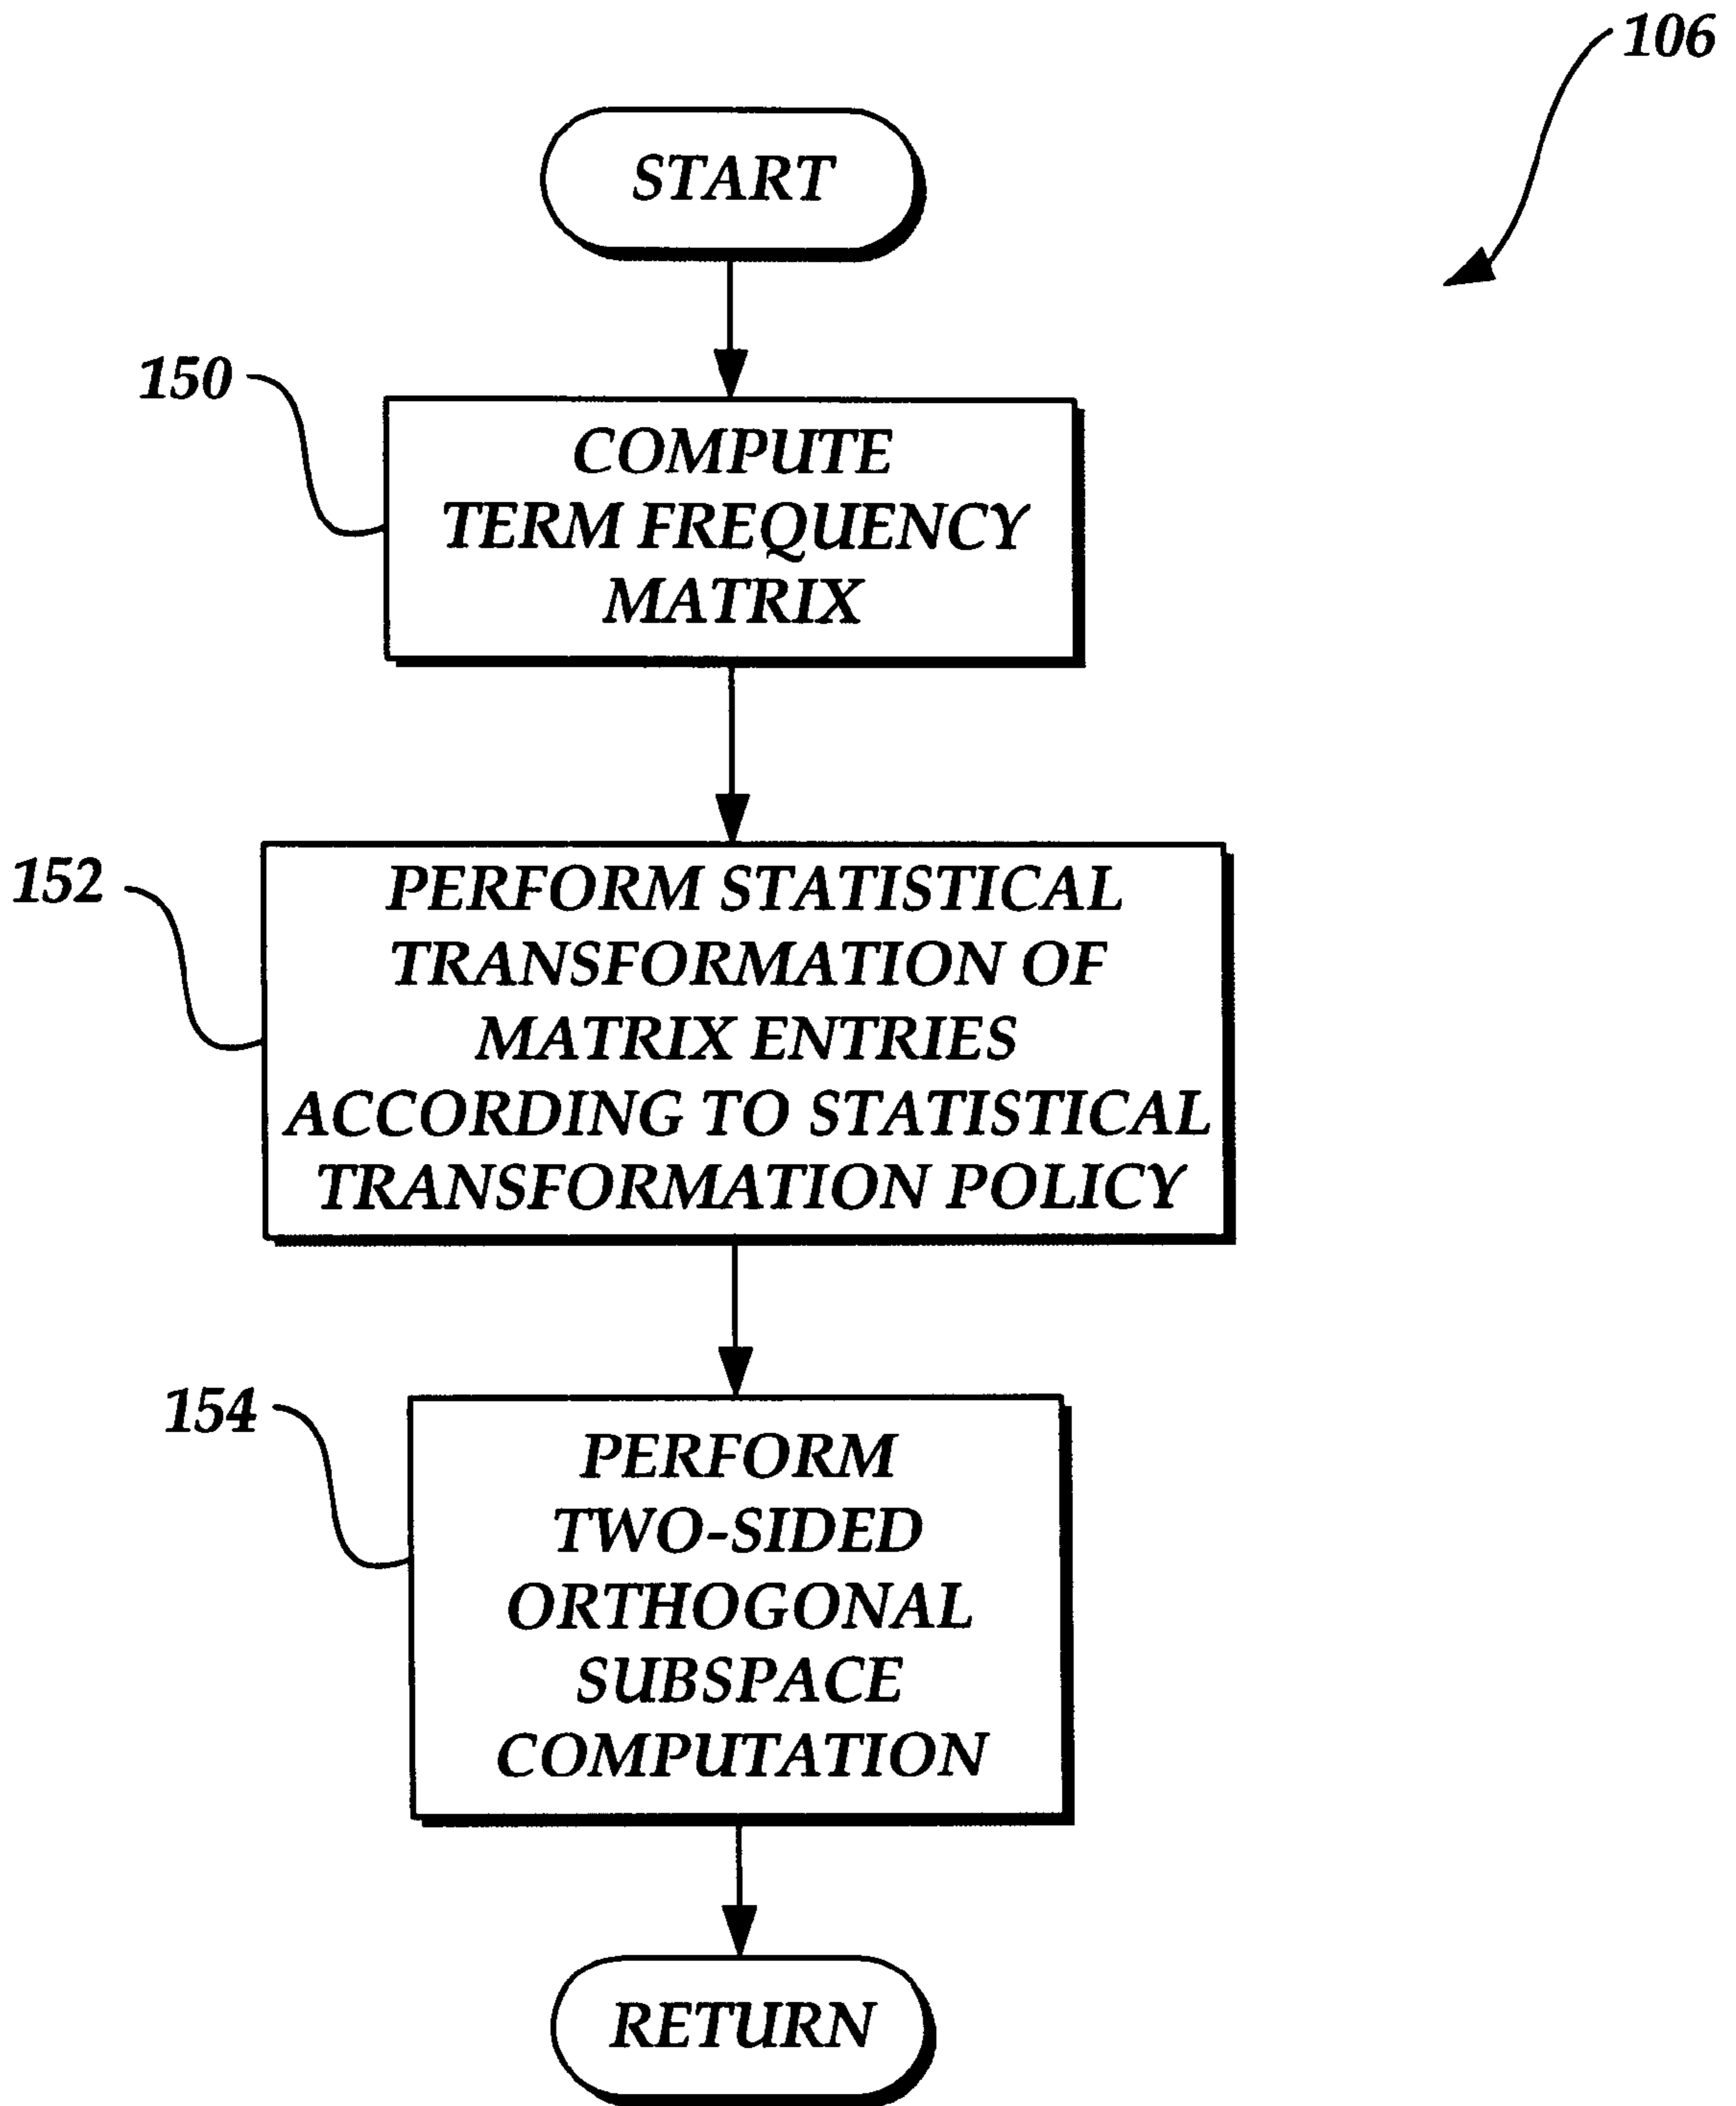 106
START
150
COMPUTE
TERM FREQUENCY
MATRIX
152
PERFORM STATISTICAL
TRANSFORMATION OF
MATRIX ENTRIES
ACCORDING TO STATISTICAL
TRANSFORMATION POLICY
154
PERFORM
TWO-SIDED
ORTHOGONAL
SUBSPACE
COMPUTATION
RETURN